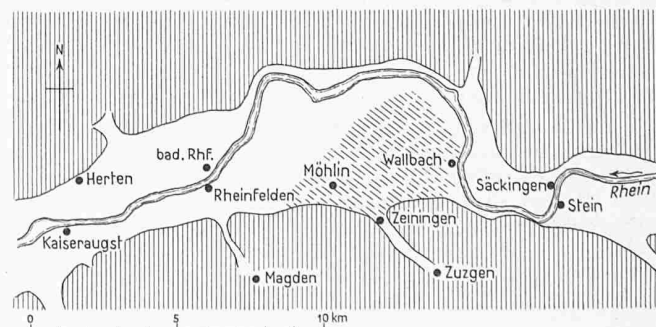 N
bad. Rhf.
Herten
Rheinfelden
Möhlin
Wallbach
Säckingen
Rhein
Stein
Kaiseraugst
Zeiningen
Magden
Zuzgen
0 5 10 km